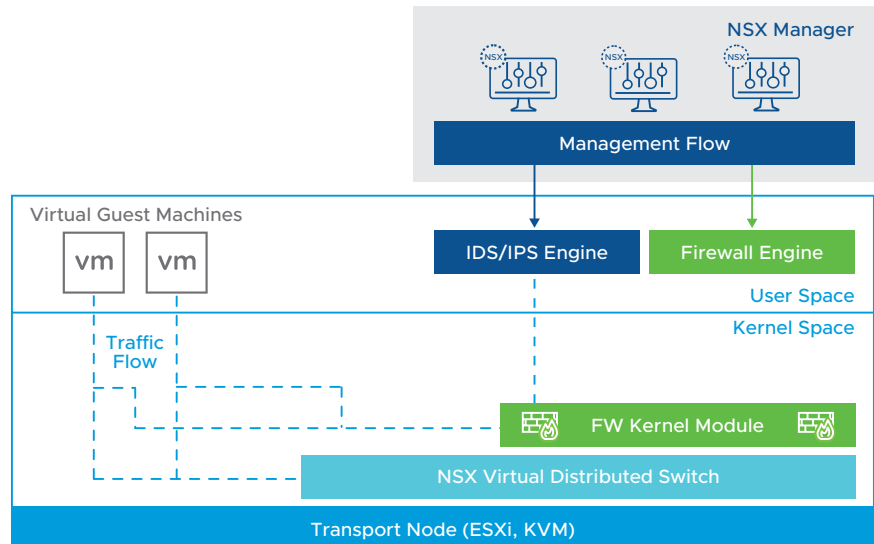 NSX Manager
NSX
NSX
NSX
Management Flow
Virtual Guest Machines
vm
vm
IDS/IPS Engine
Firewall Engine
User Space
Kernel Space
Traffic
Flow
FW Kernel Module
NSX Virtual Distributed Switch
Transport Node (ESXi, KVM)